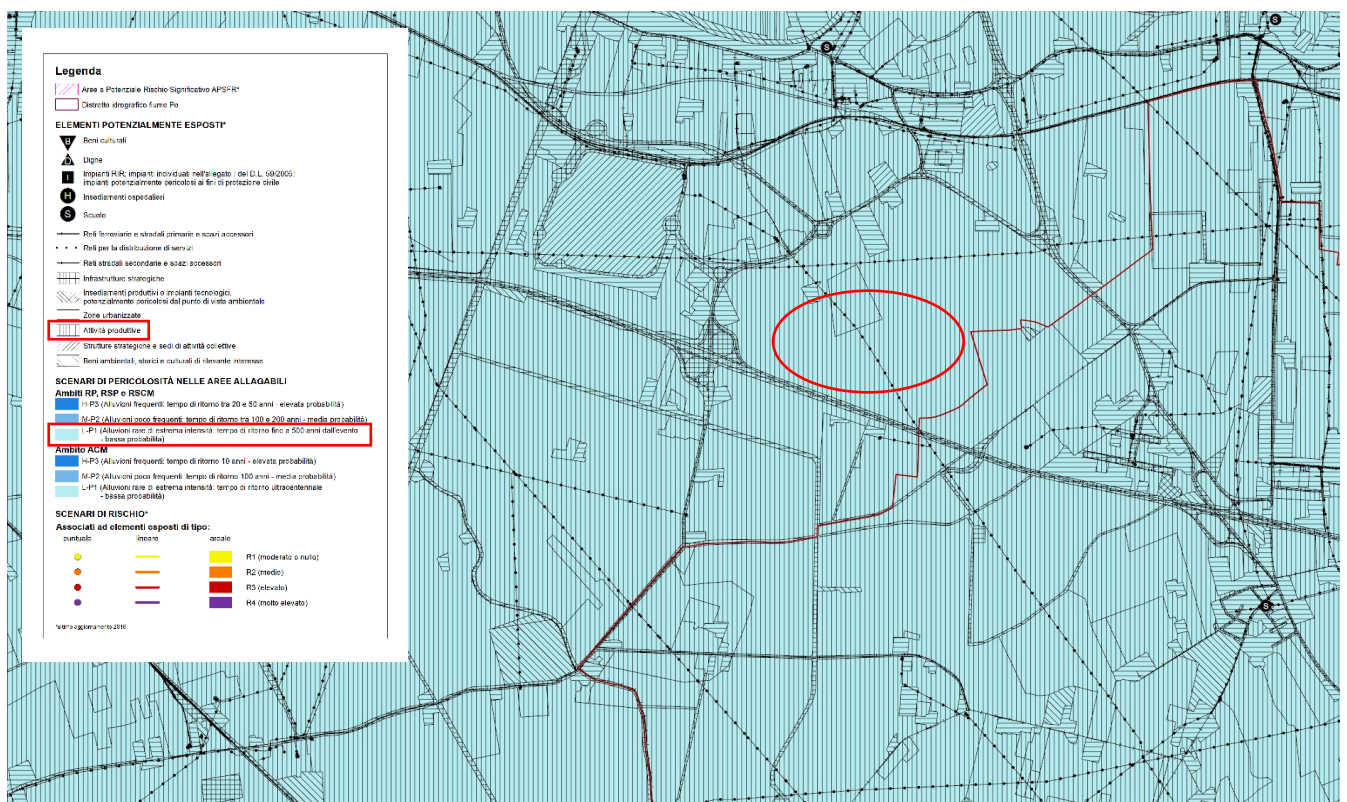 Legenda
Aree a Potenziale Rischio Significativo APSFR*
Distretto idrografico fiume Po
ELEMENTI POTENZIALMENTE ESPOSTI*
B Beni culturali
D Digne
I Impianti RIR; impianti individuati nell'allegato I del D.L. 59/2005;
impianti potenzialmente pericolosi ai fini di protezione civile
H Insediamenti ospedalieri
S Scuole
Reti ferroviarie e stradali primarie e spazi accessori
Reti per la distribuzione di servizi
Reti stradali secondarie e spazi accessori
Infrastrutture strategiche
Insediamenti produttivi o impianti tecnologici,
potenzialmente pericolosi dal punto di vista ambientale
Zone urbanizzate
Attività produttive
Strutture strategiche e sedi di attività collettive
Beni ambientali, storici e culturali di rilevante interesse
SCENARI DI PERICOLOSITÀ NELLE AREE ALLAGABILI
Ambiti RP, RSP e RSCM
H-P3 (Alluvioni frequenti: tempo di ritorno tra 20 e 50 anni - elevata probabilità)
M-P2 (Alluvioni poco frequenti: tempo di ritorno tra 100 e 200 anni - media probabilità)
L-P1 (Alluvioni rare di estrema intensità: tempo di ritorno fino a 500 anni dall'evento
- bassa probabilità)
Ambito ACM
H-P3 (Alluvioni frequenti: tempo di ritorno 10 anni - elevata probabilità)
M-P2 (Alluvioni poco frequenti: tempo di ritorno 100 anni - media probabilità)
L-P1 (Alluvioni rare di estrema intensità: tempo di ritorno ultracentennale
- bassa probabilità)
SCENARI DI RISCHIO*
Associati ad elementi esposti di tipo:
puntuale lineare areale
R1 (moderato o nullo)
R2 (medio)
R3 (elevato)
R4 (molto elevato)
S
S
S